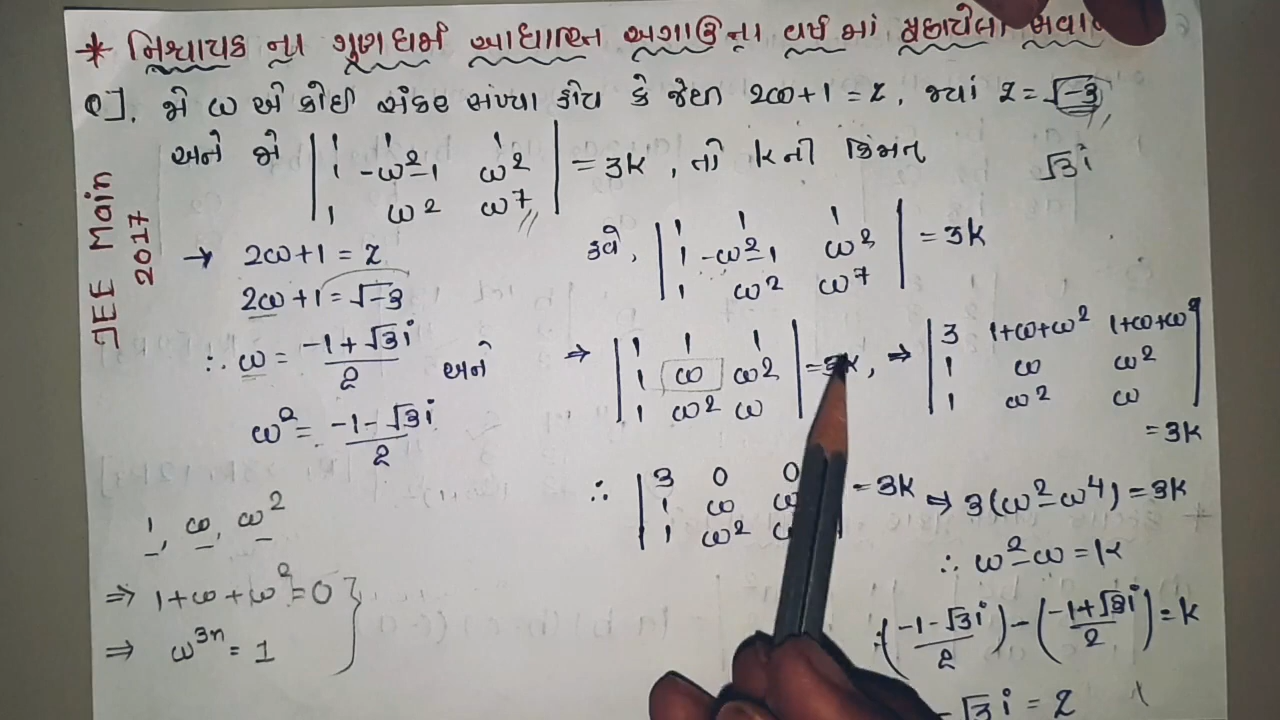 * નિશ્ચાયક ના ગુણધર્મ આધારિત અગાઉના વર્ષ માં પૂછાયેલા
Q]. જો ω એ કોઈ સંકર સંખ્યા હોય કે જેથી 2ω+1 = z, જ્યાં z = √-3
√3 i
અને જો | 1 1 1 |
| 1 -ω²-1 ω² | = 3k, તો k ની કિંમત
| 1 ω² ω⁷ |
JEE Main
2017
→ 2ω+1 = z
2ω+1 = √-3
∴ ω = (-1+√3 i)/2 અને
ω² = (-1-√3 i)/2
1, ω, ω²
⇒ 1+ω+ω² = 0 }
⇒ ω³ⁿ = 1
હવે, | 1 1 1 |
| 1 -ω²-1 ω² | = 3k
| 1 ω² ω⁷ |
⇒ | 1 1 1 |
| 1 ω ω² | = 3k,
| 1 ω² ω |
⇒ | 3 1+ω+ω² 1+ω+ω² |
| 1 ω ω² |
| 1 ω² ω |
= 3k
∴ | 3 0 0 |
| 1 ω
| 1 ω²
= 3k ⇒ 3(ω²-ω⁴) = 3k
∴ ω²-ω = k
((-1-√3 i)/2) - ((-1+√3 i)/2) = k
-√3 i = z